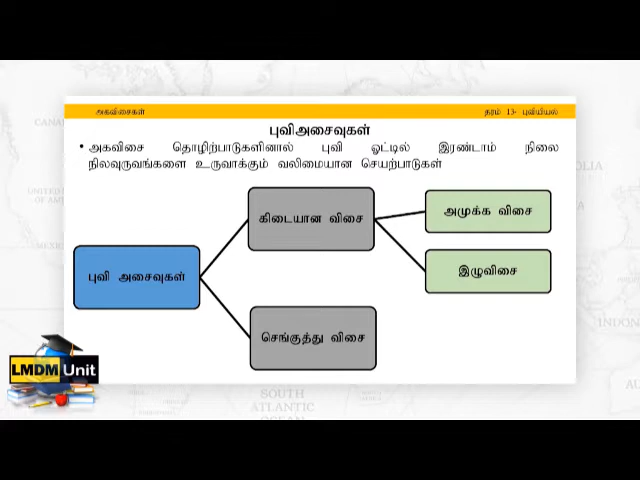 அகவிசைகள்
தரம் 13- புவியியல்
புவிஅசைவுகள்
• அகவிசை தொழிற்பாடுகளினால் புவி ஓட்டில் இரண்டாம் நிலை
நிலவுருவங்களை உருவாக்கும் வலிமையான செயற்பாடுகள்
கிடையான விசை
அமுக்க விசை
புவி அசைவுகள்
இழுவிசை
செங்குத்து விசை
LMDM Unit
SOUTH
ATLANTIC